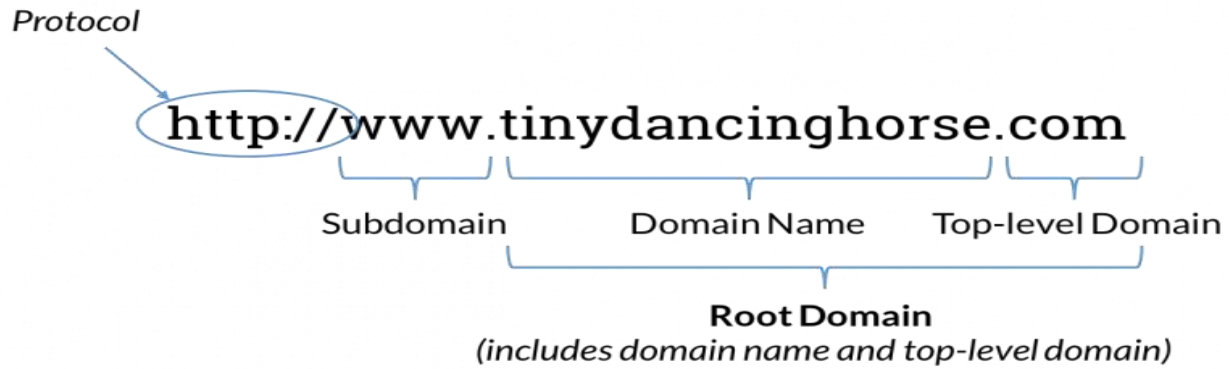 Protocol
http://www.tinydancinghorse.com
Subdomain Domain Name Top-level Domain
Root Domain
(includes domain name and top-level domain)